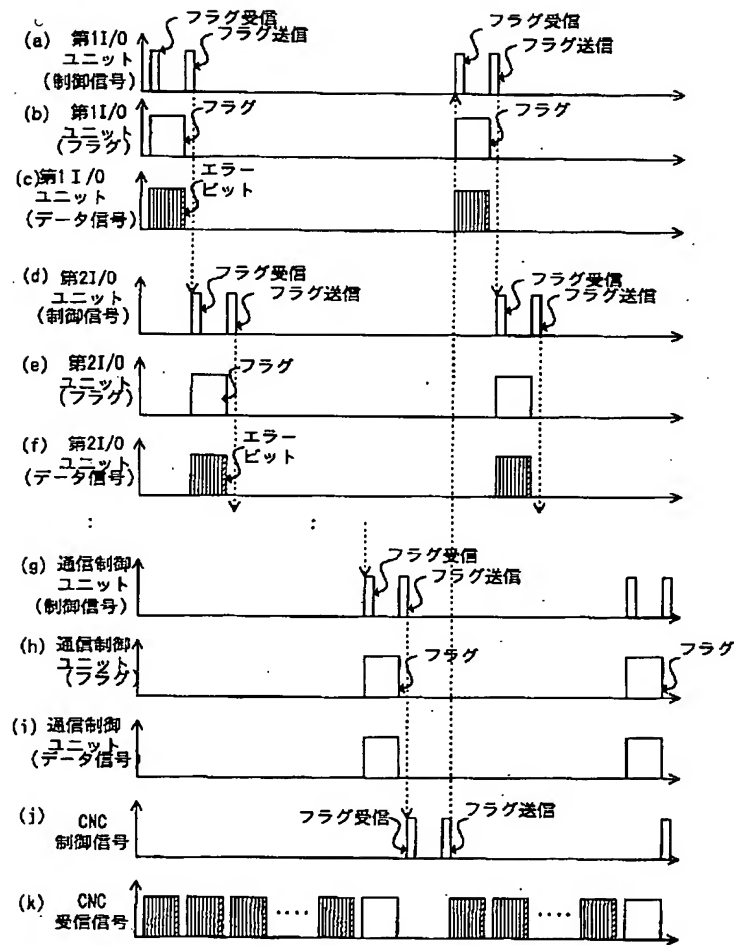 (a) 第1I/O
ユニット
(制御信号)
フラグ受信
フラグ送信
フラグ受信
フラグ送信
(b) 第1I/O
ユニット
(フラグ)
フラグ
フラグ
(c)第1I/O
ユニット
(データ信号)
エラー
ビット
(d) 第2I/O
ユニット
(制御信号)
フラグ受信
フラグ送信
フラグ受信
フラグ送信
(e) 第2I/O
ユニット
(フラグ)
フラグ
(f) 第2I/O
ユニット
(データ信号)
エラー
ビット
(g) 通信制御
ユニット
(制御信号)
フラグ受信
フラグ送信
(h) 通信制御
ユニット
(フラグ)
フラグ
フラグ
(i) 通信制御
ユニット
(データ信号)
(j) CNC
制御信号
フラグ受信
フラグ送信
(k) CNC
受信信号